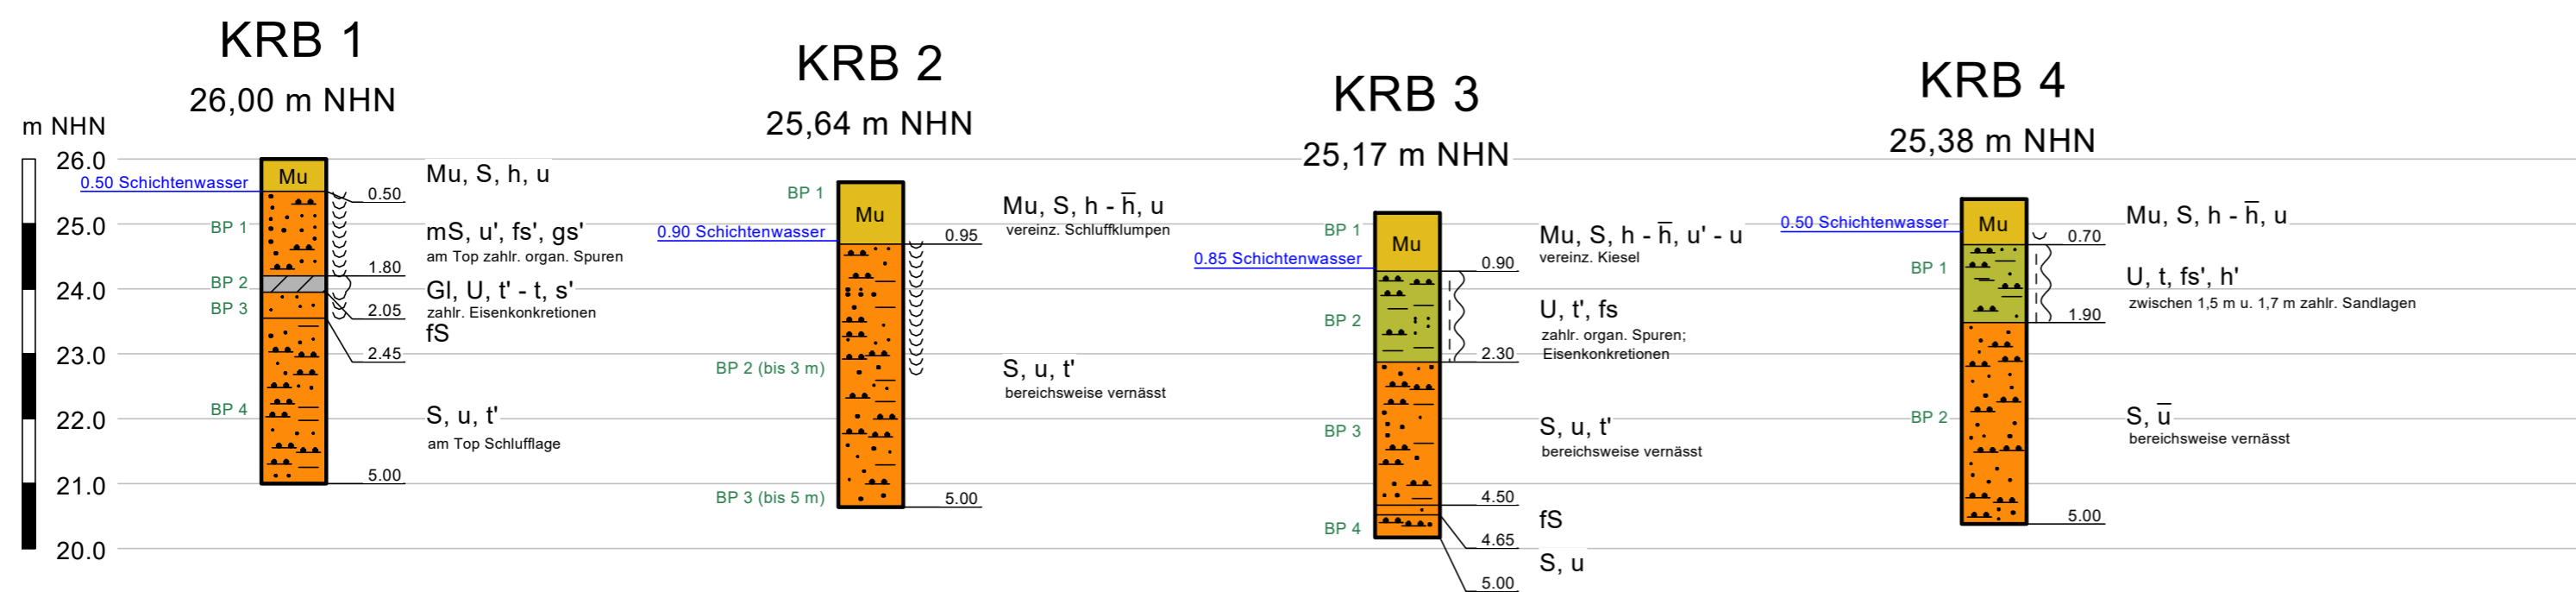 KRB 1
26,00 m NHN
m NHN
26.0
25.0
24.0
23.0
22.0
21.0
20.0
0.50 Schichtenwasser
Mu
BP 1
BP 2
BP 3
BP 4
0.50
1.80
2.05
2.45
5.00
Mu, S, h, u
mS, u', fs', gs'
am Top zahlr. organ. Spuren
Gl, U, t' - t, s'
zahlr. Eisenkonkretionen
fS
S, u, t'
am Top Schlufflage
KRB 2
25,64 m NHN
BP 1
0.90 Schichtenwasser
BP 2 (bis 3 m)
BP 3 (bis 5 m)
Mu
0.95
5.00
Mu, S, h - h̅, u
vereinz. Schluffklumpen
S, u, t'
bereichsweise vernässt
KRB 3
25,17 m NHN
BP 1
0.85 Schichtenwasser
BP 2
BP 3
BP 4
Mu
0.90
2.30
4.50
4.65
5.00
Mu, S, h - h̅, u' - u
vereinz. Kiesel
U, t', fs
zahlr. organ. Spuren;
Eisenkonkretionen
S, u, t'
bereichsweise vernässt
fS
S, u
KRB 4
25,38 m NHN
0.50 Schichtenwasser
BP 1
BP 2
Mu
0.70
1.90
5.00
Mu, S, h - h̅, u
U, t, fs', h'
zwischen 1,5 m u. 1,7 m zahlr. Sandlagen
S, u̅
bereichsweise vernässt